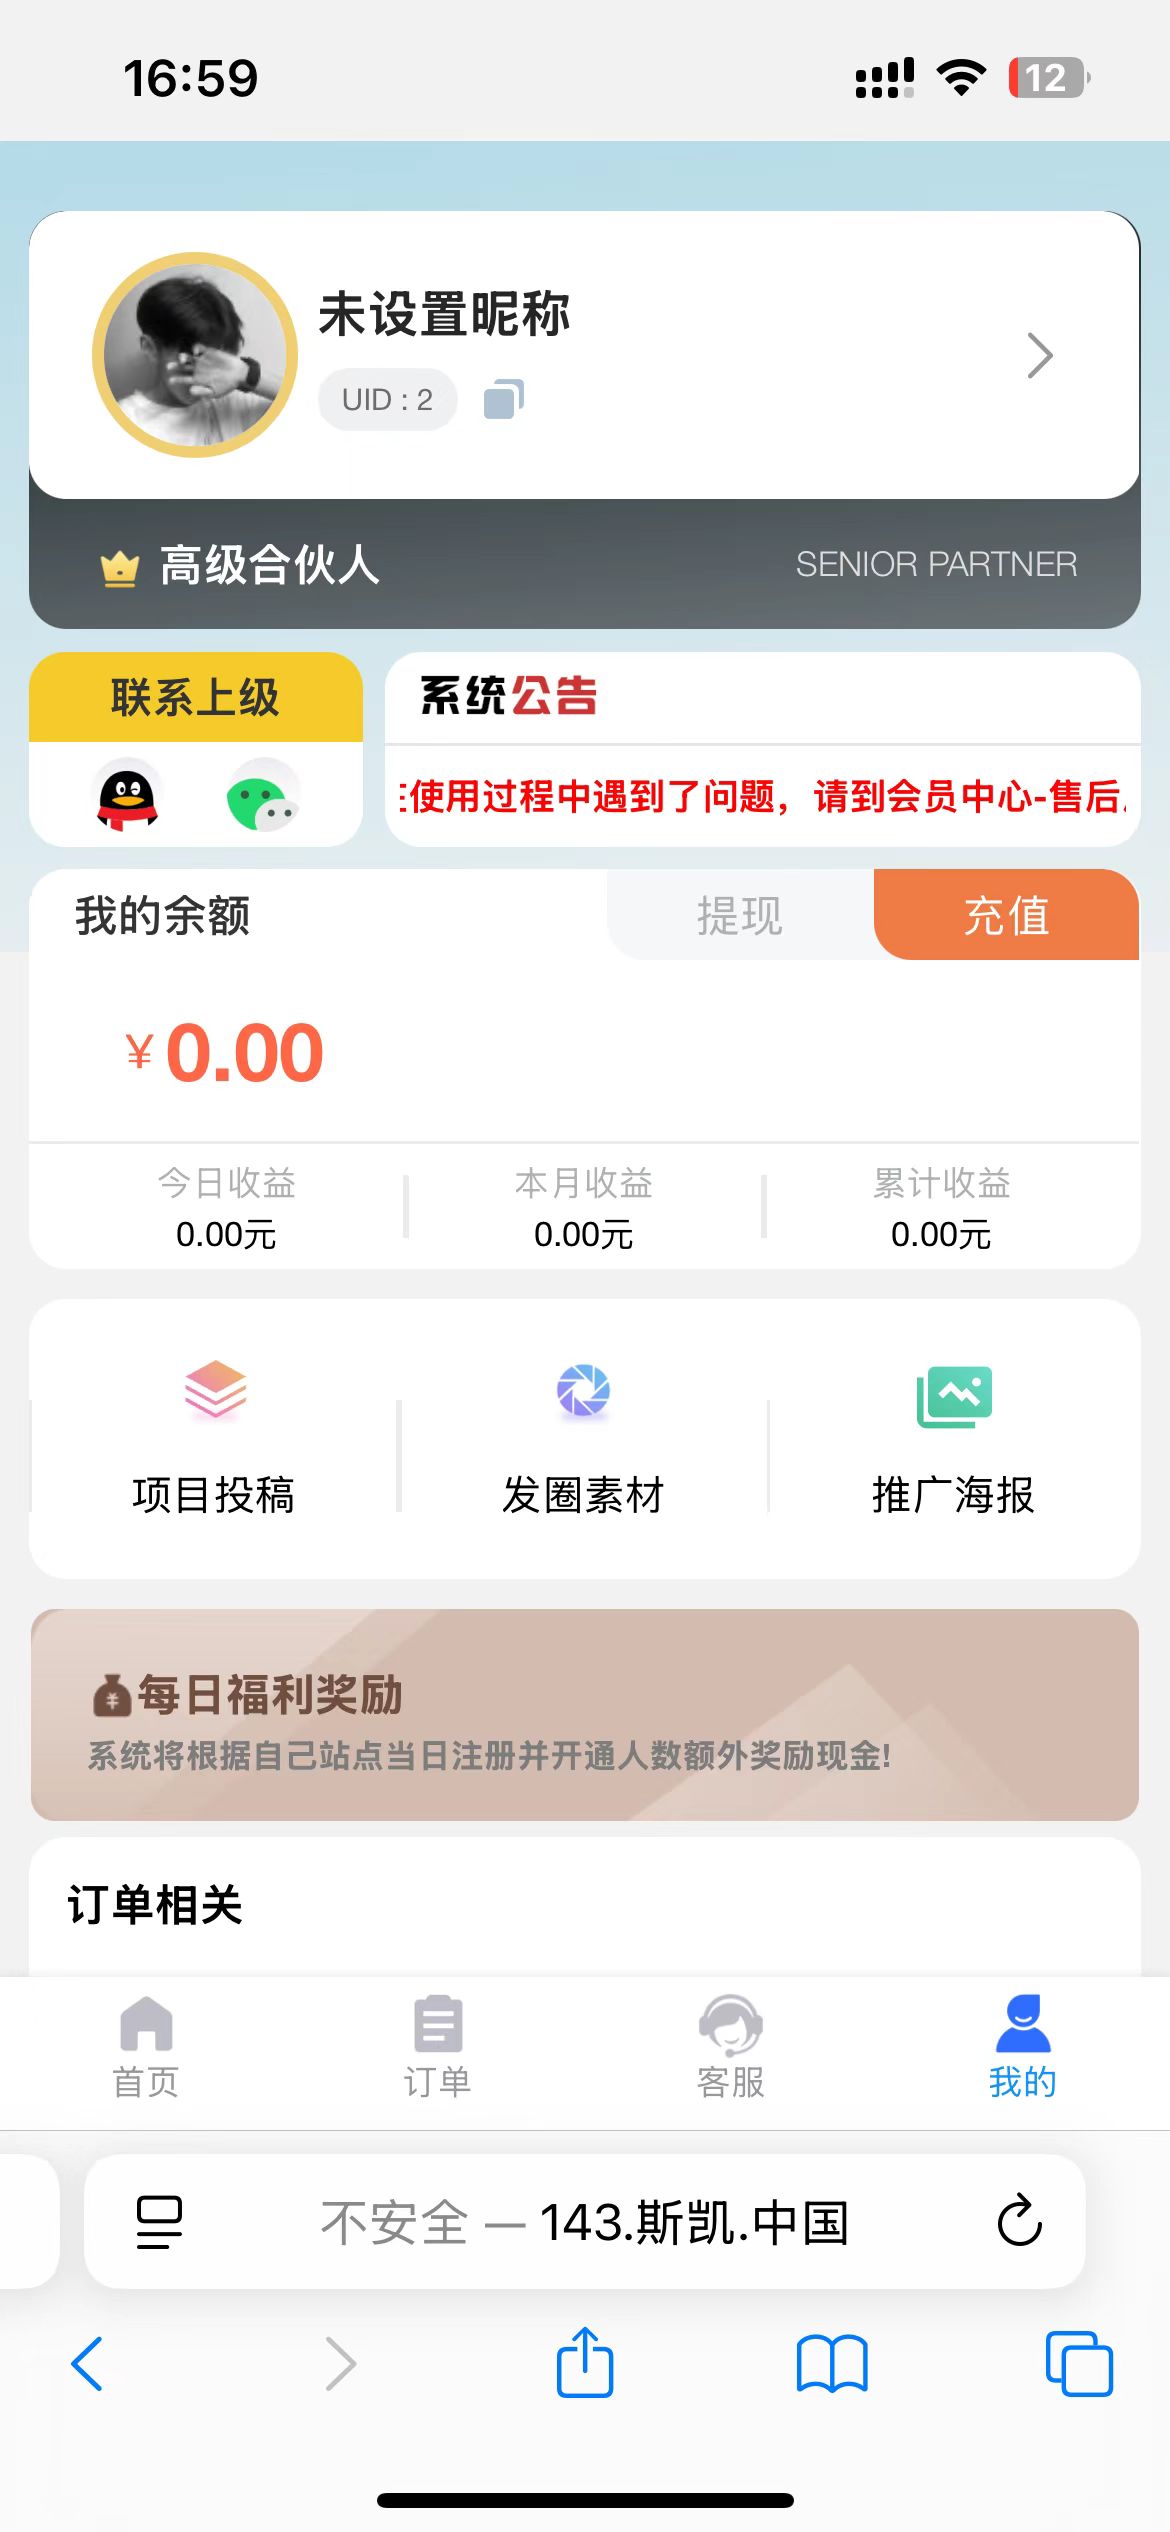 16:59
12
未设置昵称
UID : 2
高级合伙人
SENIOR PARTNER
联系上级
系统公告
使用过程中遇到了问题，请到会员中心-售后
我的余额
提现
充值
¥ 0.00
今日收益
本月收益
累计收益
0.00元
0.00元
0.00元
项目投稿
发圈素材
推广海报
每日福利奖励
系统将根据自己站点当日注册并开通人数额外奖励现金!
订单相关
首页
订单
客服
我的
不安全 — 143.斯凯.中国